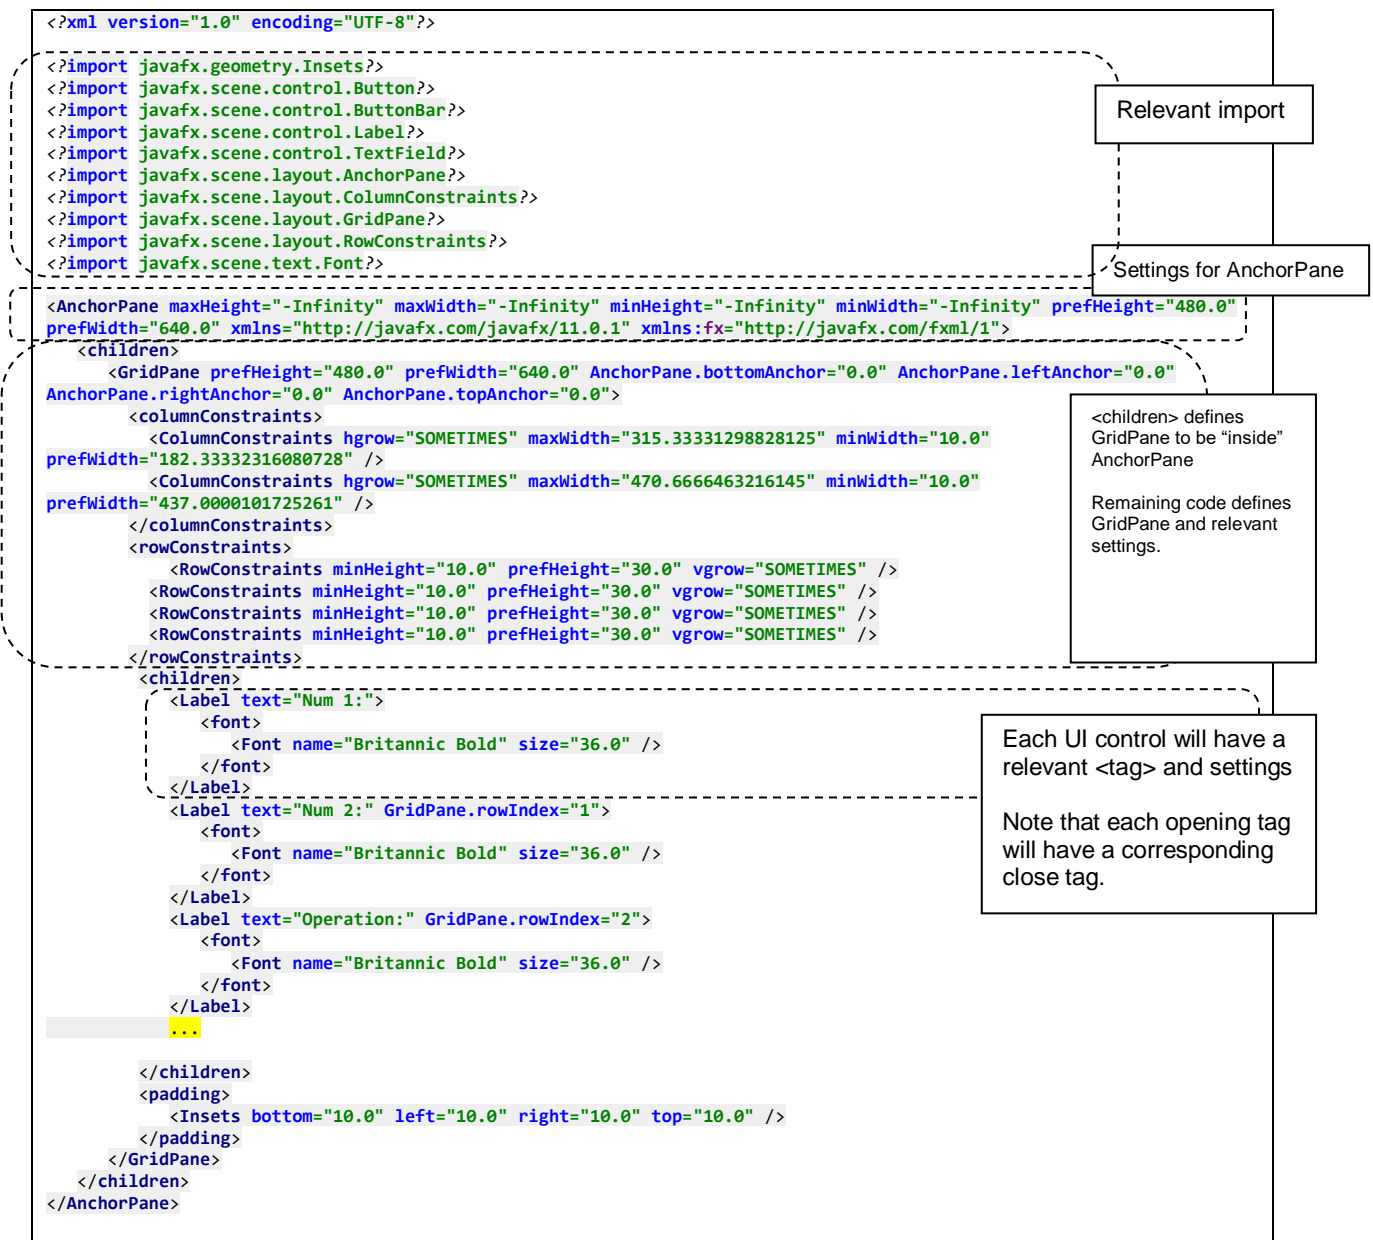 <?xml version="1.0" encoding="UTF-8"?>
<?import javafx.geometry.Insets?>
<?import javafx.scene.control.Button?>
<?import javafx.scene.control.ButtonBar?>
<?import javafx.scene.control.Label?>
<?import javafx.scene.control.TextField?>
<?import javafx.scene.layout.AnchorPane?>
<?import javafx.scene.layout.ColumnConstraints?>
<?import javafx.scene.layout.GridPane?>
<?import javafx.scene.layout.RowConstraints?>
<?import javafx.scene.text.Font?>
Relevant import
Settings for AnchorPane
<AnchorPane maxHeight="-Infinity" maxWidth="-Infinity" minHeight="-Infinity" minWidth="-Infinity" prefHeight="480.0"
prefWidth="640.0" xmlns="http://javafx.com/javafx/11.0.1" xmlns:fx="http://javafx.com/fxml/1">
<children>
<GridPane prefHeight="480.0" prefWidth="640.0" AnchorPane.bottomAnchor="0.0" AnchorPane.leftAnchor="0.0"
AnchorPane.rightAnchor="0.0" AnchorPane.topAnchor="0.0">
<columnConstraints>
<ColumnConstraints hgrow="SOMETIMES" maxWidth="315.33331298828125" minWidth="10.0"
prefWidth="182.33332316080728" />
<ColumnConstraints hgrow="SOMETIMES" maxWidth="470.6666463216145" minWidth="10.0"
prefWidth="437.0000101725261" />
</columnConstraints>
<rowConstraints>
<RowConstraints minHeight="10.0" prefHeight="30.0" vgrow="SOMETIMES" />
<RowConstraints minHeight="10.0" prefHeight="30.0" vgrow="SOMETIMES" />
<RowConstraints minHeight="10.0" prefHeight="30.0" vgrow="SOMETIMES" />
<RowConstraints minHeight="10.0" prefHeight="30.0" vgrow="SOMETIMES" />
</rowConstraints>
<children> defines
GridPane to be “inside”
AnchorPane
Remaining code defines
GridPane and relevant
settings.
<children>
<Label text="Num 1:">
<font>
<Font name="Britannic Bold" size="36.0" />
</font>
</Label>
<Label text="Num 2:" GridPane.rowIndex="1">
<font>
<Font name="Britannic Bold" size="36.0" />
</font>
</Label>
<Label text="Operation:" GridPane.rowIndex="2">
<font>
<Font name="Britannic Bold" size="36.0" />
</font>
</Label>
...
Each UI control will have a
relevant <tag> and settings
Note that each opening tag
will have a corresponding
close tag.
</children>
<padding>
<Insets bottom="10.0" left="10.0" right="10.0" top="10.0" />
</padding>
</GridPane>
</children>
</AnchorPane>